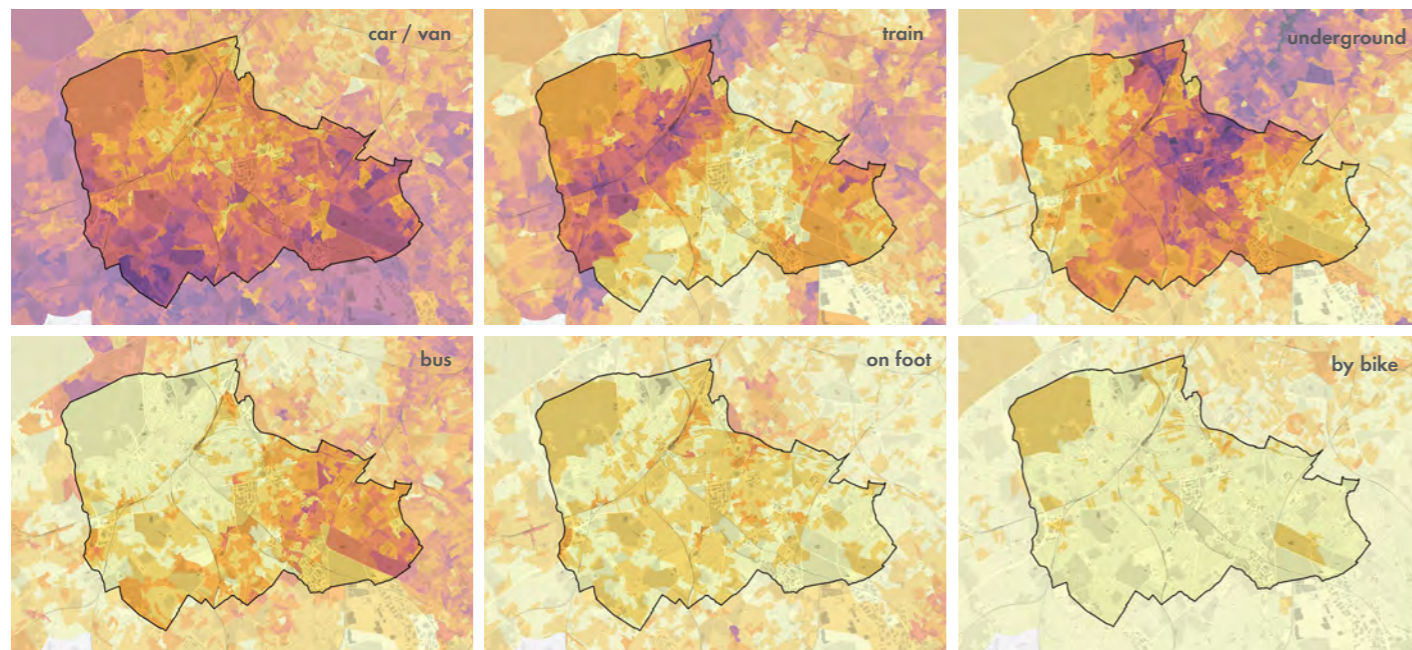 car / van
train
underground
bus
on foot
by bike